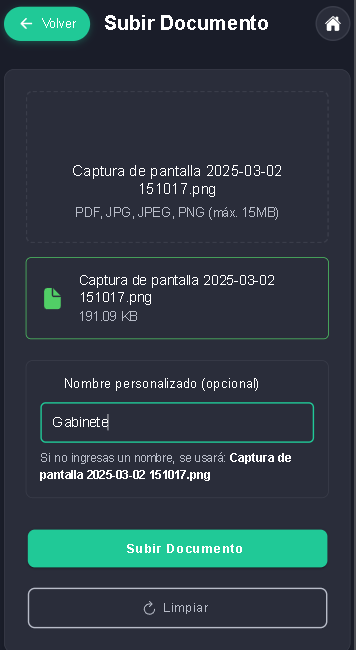 Volver
Subir Documento
Captura de pantalla 2025-03-02
151017.png
PDF, JPG, JPEG, PNG (máx. 15MB)
Captura de pantalla 2025-03-02
151017.png
191.09 KB
Nombre personalizado (opcional)
Gabinete
Si no ingresas un nombre, se usará: Captura de
pantalla 2025-03-02 151017.png
Subir Documento
Limpiar